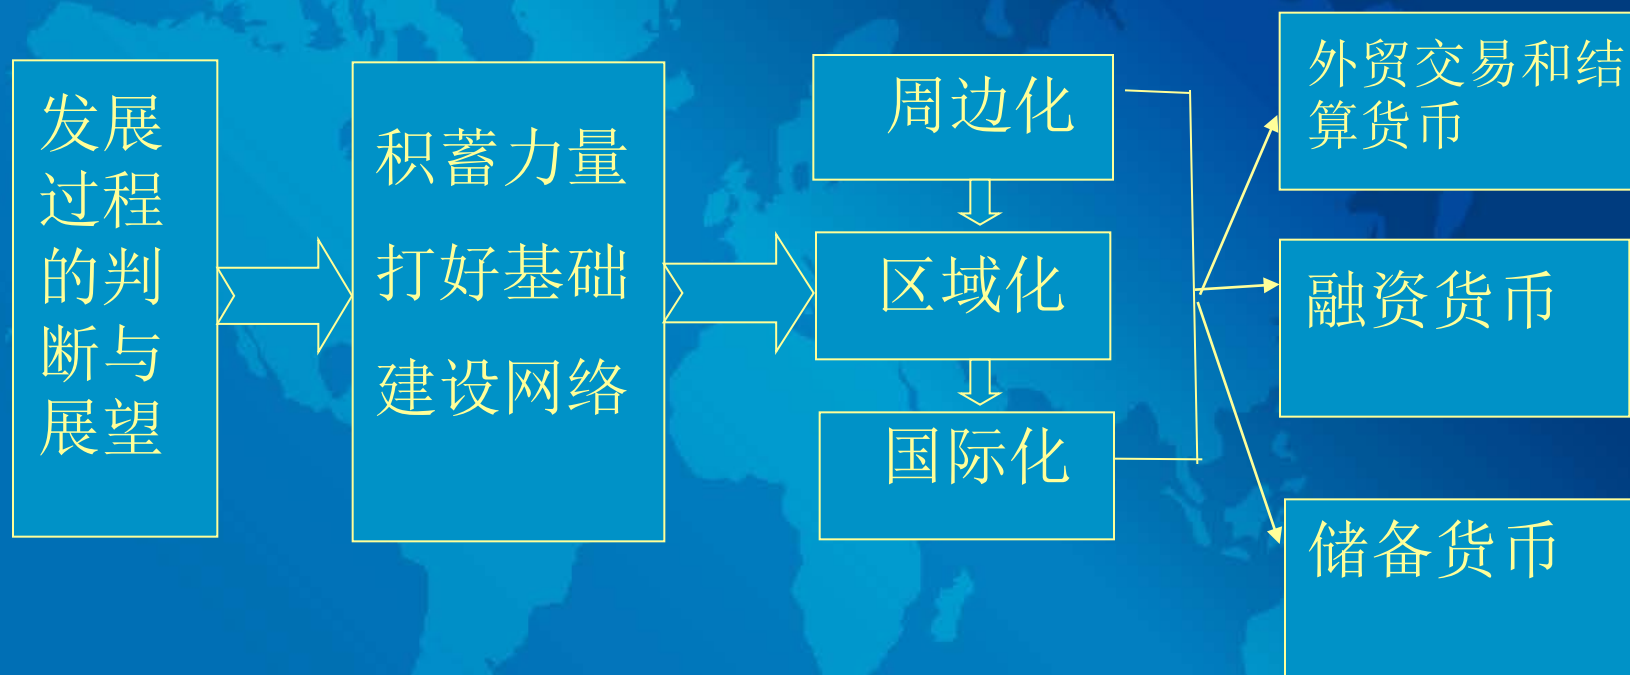 发展
过程
的判
断与
展望
积蓄力量
打好基础
建设网络
周边化
区域化
国际化
外贸交易和结
算货币
融资货币
储备货币